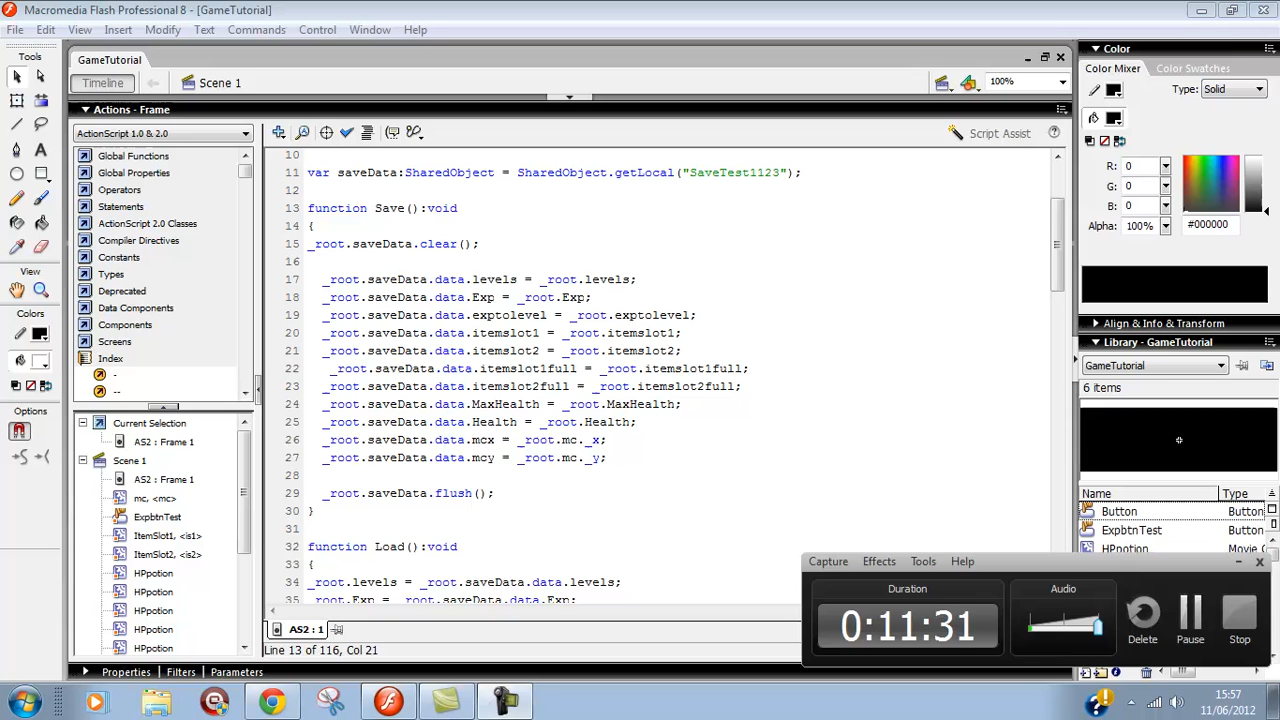 Macromedia Flash Professional 8 - [GameTutorial]
File Edit View Insert Modify Text Commands Control Window Help
Tools
View
Colors
Options
GameTutorial
Timeline
Scene 1
100%
Actions - Frame
ActionScript 1.0 & 2.0
Script Assist
Global Functions
Global Properties
Operators
Statements
ActionScript 2.0 Classes
Compiler Directives
Constants
Types
Deprecated
Data Components
Components
Screens
Index
-
--
Current Selection
AS2 : Frame 1
Scene 1
AS2 : Frame 1
mc, <mc>
ExpbtnTest
ItemSlot1, <is1>
ItemSlot2, <is2>
HPpotion
HPpotion
HPpotion
HPpotion
HPpotion
10
11 var saveData:SharedObject = SharedObject.getLocal("SaveTest1123");
12
13 function Save():void
14 {
15 _root.saveData.clear();
16
17 _root.saveData.data.levels = _root.levels;
18 _root.saveData.data.Exp = _root.Exp;
19 _root.saveData.data.exptolevel = _root.exptolevel;
20 _root.saveData.data.itemslot1 = _root.itemslot1;
21 _root.saveData.data.itemslot2 = _root.itemslot2;
22 _root.saveData.data.itemslot1full = _root.itemslot1full;
23 _root.saveData.data.itemslot2full = _root.itemslot2full;
24 _root.saveData.data.MaxHealth = _root.MaxHealth;
25 _root.saveData.data.Health = _root.Health;
26 _root.saveData.data.mcx = _root.mc._x;
27 _root.saveData.data.mcy = _root.mc._y;
28
29 _root.saveData.flush();
30 }
31
32 function Load():void
33 {
34 _root.levels = _root.saveData.data.levels;
35 _root.Exp = _root.saveData.data.Exp;
AS2 : 1
Line 13 of 116, Col 21
Properties Filters Parameters
Color
Color Mixer Color Swatches
Type: Solid
R: 0
G: 0
B: 0
Alpha: 100% #000000
Align & Info & Transform
Library - GameTutorial
GameTutorial
6 items
Name Type
Button Button
ExpbtnTest Button
HPpotion Movie C
Capture Effects Tools Help
Duration
0:11:31
Audio
Delete
Pause
Stop
15:57
11/06/2012